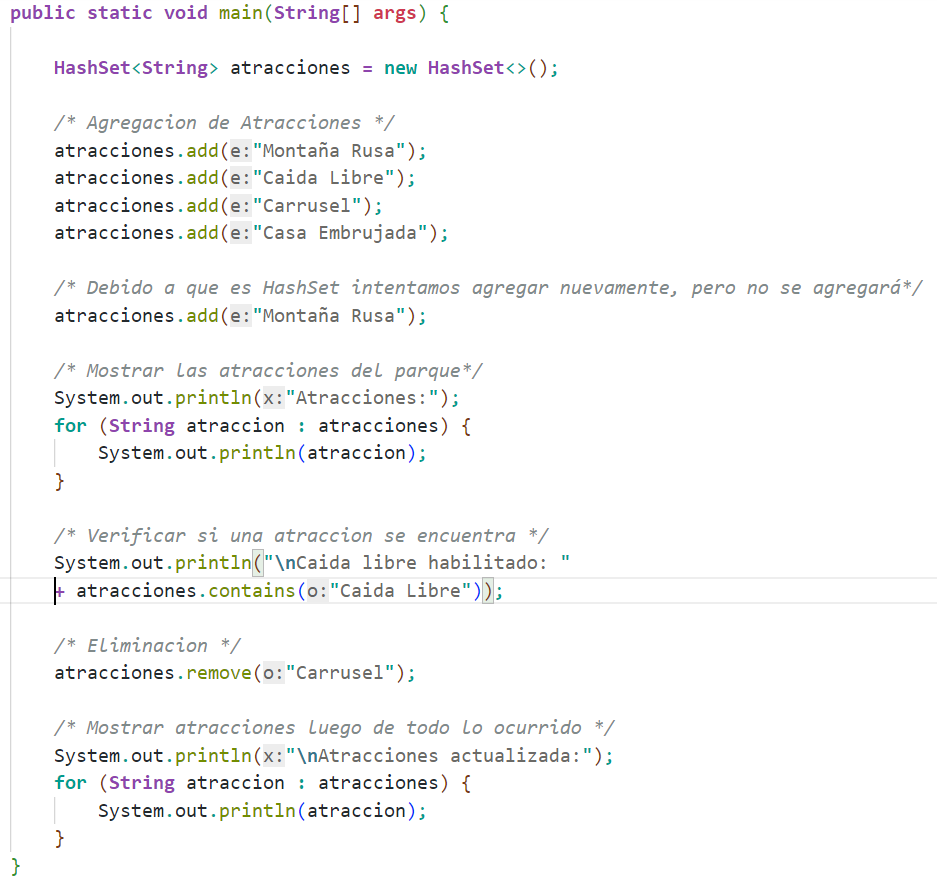 public static void main(String[] args) {
HashSet<String> atracciones = new HashSet<>();
/* Agregacion de Atracciones */
atracciones.add(e:"Montaña Rusa");
atracciones.add(e:"Caida Libre");
atracciones.add(e:"Carrusel");
atracciones.add(e:"Casa Embrujada");
/* Debido a que es HashSet intentamos agregar nuevamente, pero no se agregará*/
atracciones.add(e:"Montaña Rusa");
/* Mostrar las atracciones del parque*/
System.out.println(x:"Atracciones:");
for (String atraccion : atracciones) {
System.out.println(atraccion);
}
/* Verificar si una atraccion se encuentra */
System.out.println("\nCaida libre habilitado: "
+ atracciones.contains(o:"Caida Libre"));
/* Eliminacion */
atracciones.remove(o:"Carrusel");
/* Mostrar atracciones luego de todo lo ocurrido */
System.out.println(x:"\nAtracciones actualizada:");
for (String atraccion : atracciones) {
System.out.println(atraccion);
}
}